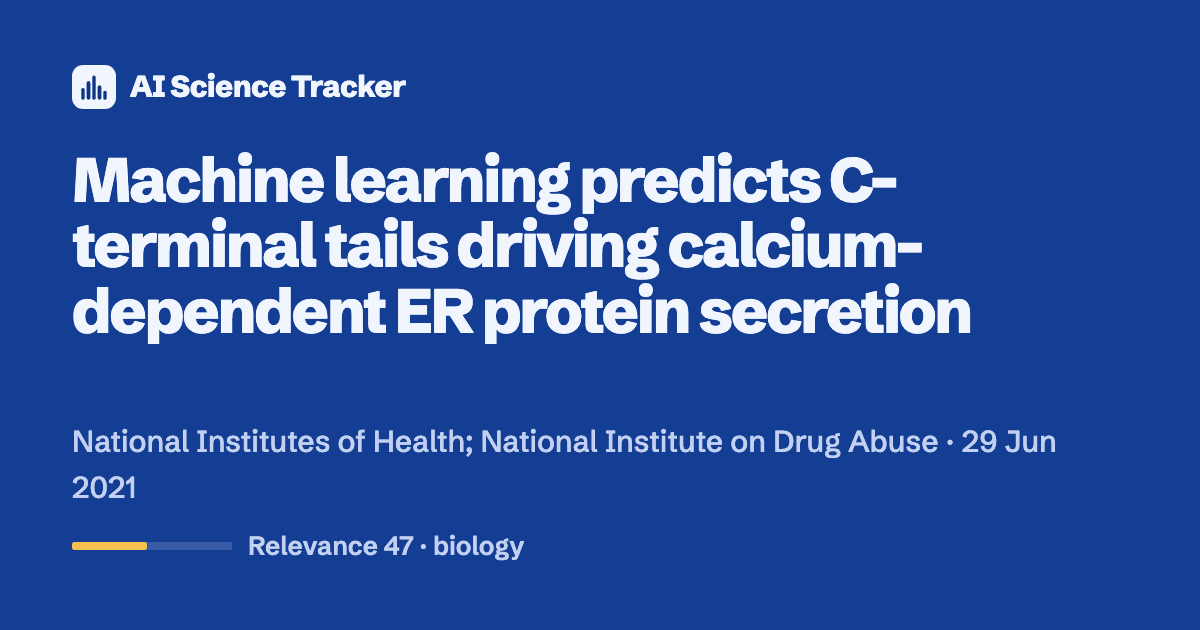 AI Science Tracker
Machine learning predicts C-
terminal tails driving calcium-
dependent ER protein secretion
National Institutes of Health; National Institute on Drug Abuse · 29 Jun
2021
Relevance 47 · biology